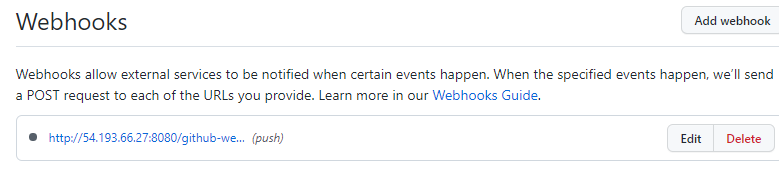 Webhooks
Add webhook
Webhooks allow external services to be notified when certain events happen. When the specified events happen, we'll send
a POST request to each of the URLs you provide. Learn more in our Webhooks Guide.
http://54.193.66.27:8080/github-we... (push)
Edit
Delete